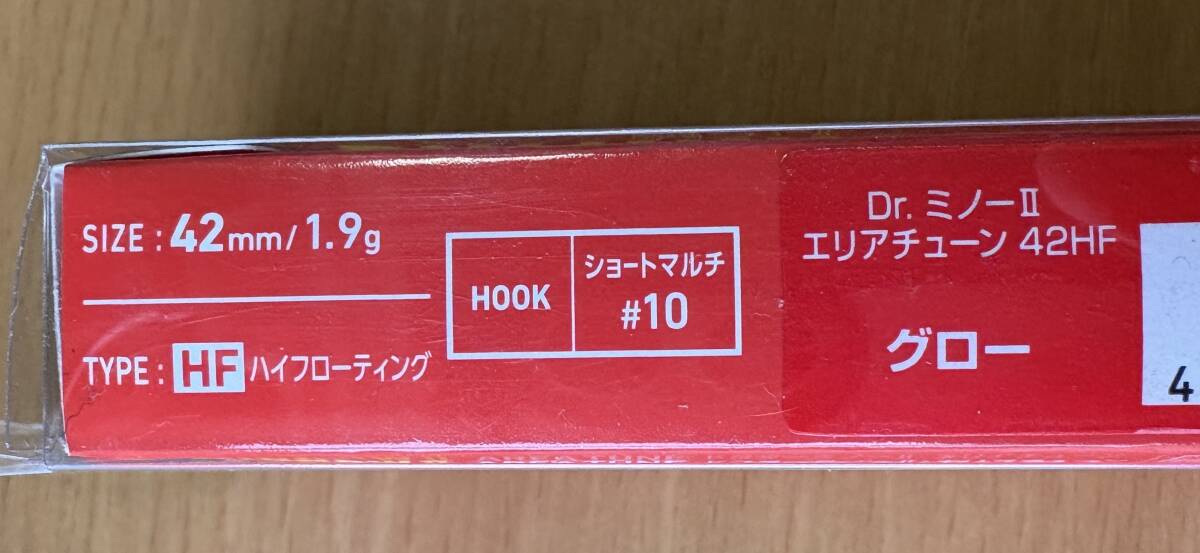 SIZE : 42mm/1.9g
TYPE : HF ハイフローティング
HOOK
ショートマルチ
#10
Dr. ミノーⅡ
エリアチューン 42HF
グロー
4